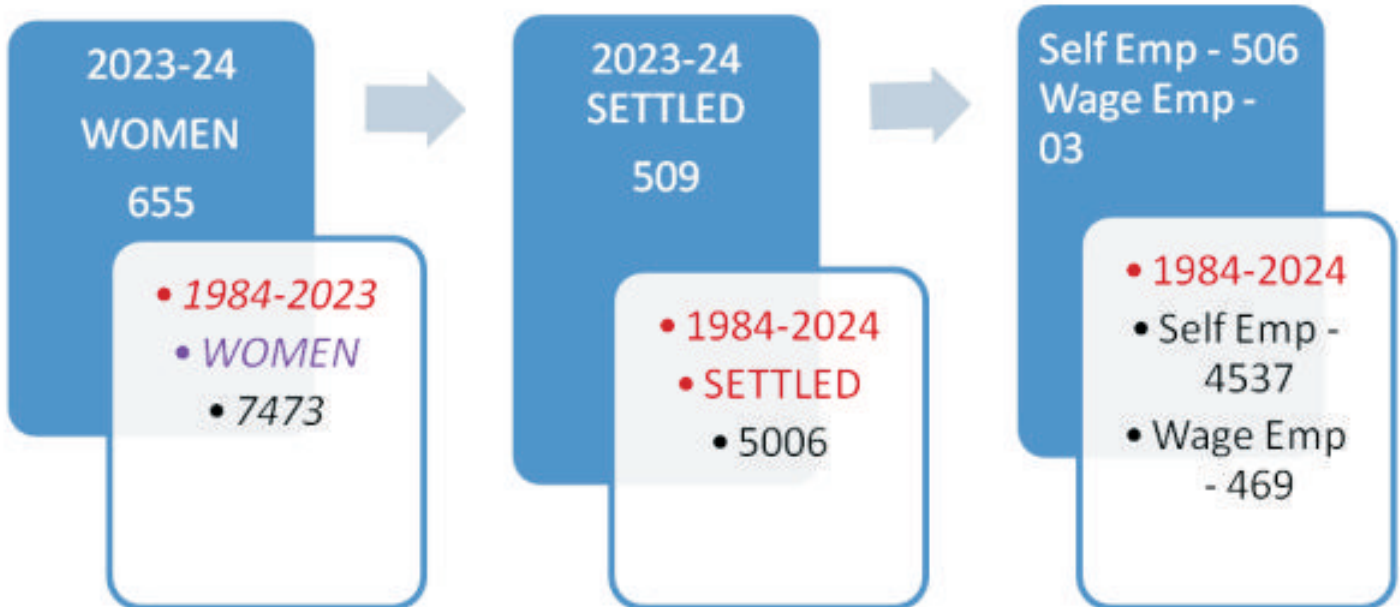 2023-24
WOMEN
655
• 1984-2023
• WOMEN
• 7473
2023-24
SETTLED
509
• 1984-2024
• SETTLED
• 5006
Self Emp - 506
Wage Emp -
03
• 1984-2024
• Self Emp -
4537
• Wage Emp
- 469